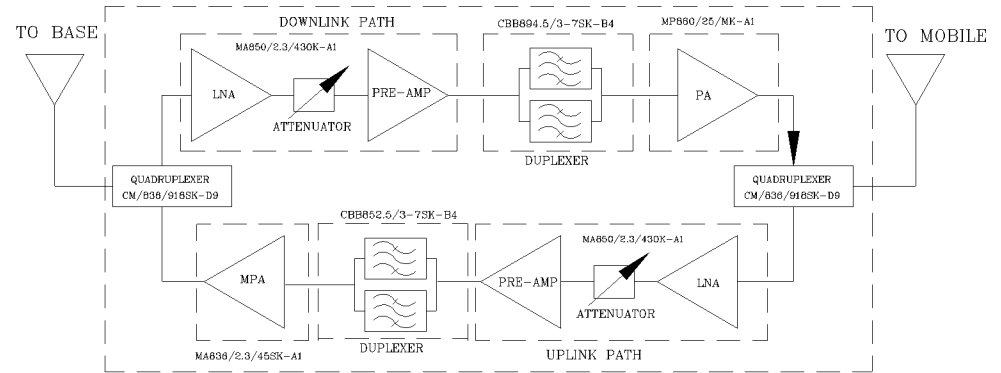 DOWNLINK PATH
CBB894.5/3-7SK-B4
MP880/25/MK-A1
TO BASE
TO MOBILE
MA850/2.3/430K-A1
LNA
PRE-AMP
PA
ATTENUATOR
DUPLEXER
QUADRUPLEXER
CM/836/918SK-D9
QUADRUPLEXER
CM/836/918SK-D9
CBB852.5/3-7SK-B4
MA850/2.3/430K-A1
MPA
PRE-AMP
LNA
ATTENUATOR
DUPLEXER
MA836/2.3/45SK-A1
UPLINK PATH